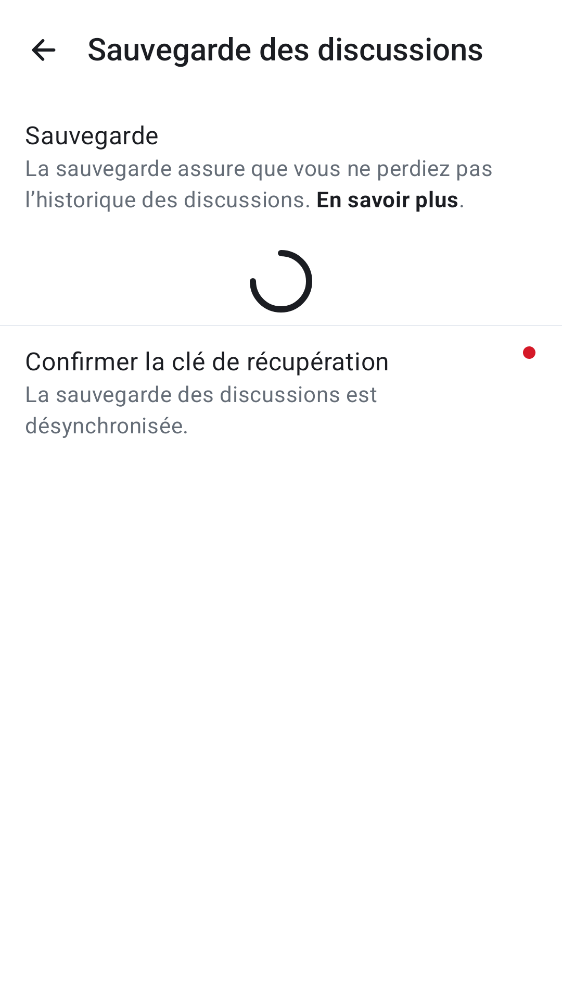 Sauvegarde des discussions
Sauvegarde
La sauvegarde assure que vous ne perdiez pas
l’historique des discussions. En savoir plus.
Confirmer la clé de récupération
La sauvegarde des discussions est
désynchronisée.